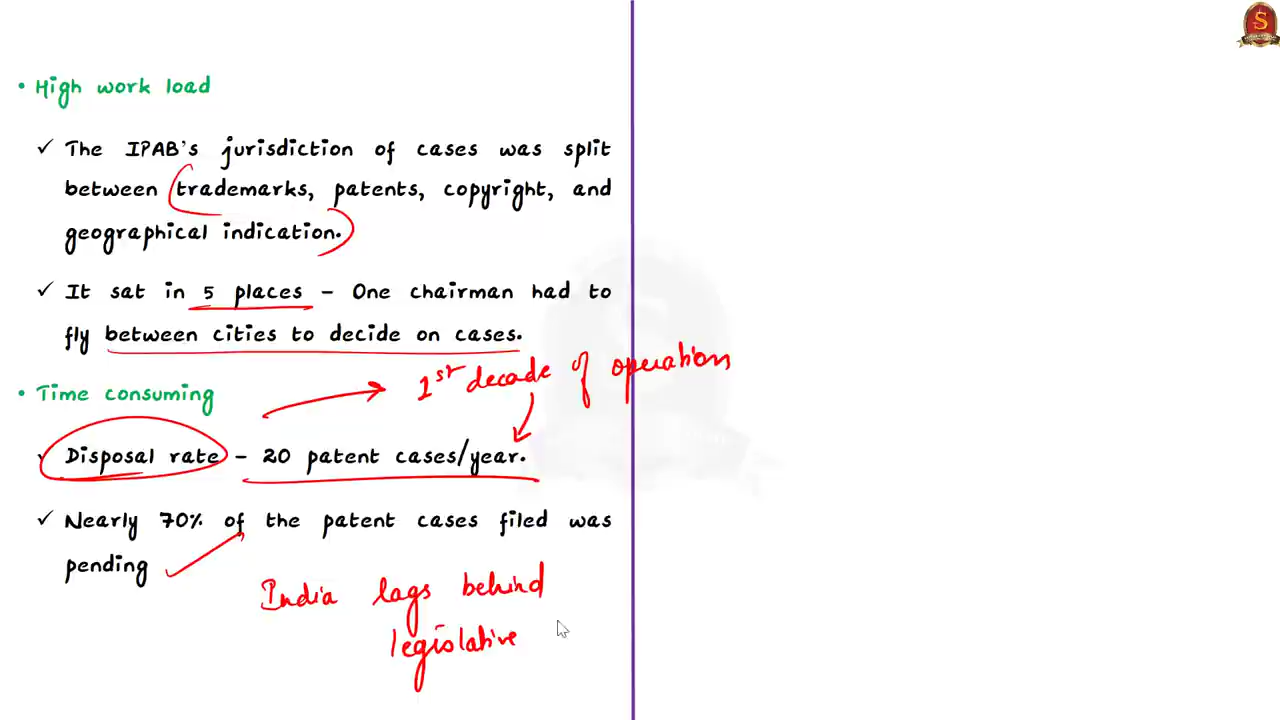 • High work load
✓ The IPAB's jurisdiction of cases was split
between trademarks, patents, copyright, and
geographical indication.
✓ It sat in 5 places - One chairman had to
fly between cities to decide on cases.
1st decade of operation
• Time consuming
✓ Disposal rate - 20 patent cases/year.
✓ Nearly 70% of the patent cases filed was
pending
India lags behind
legislative